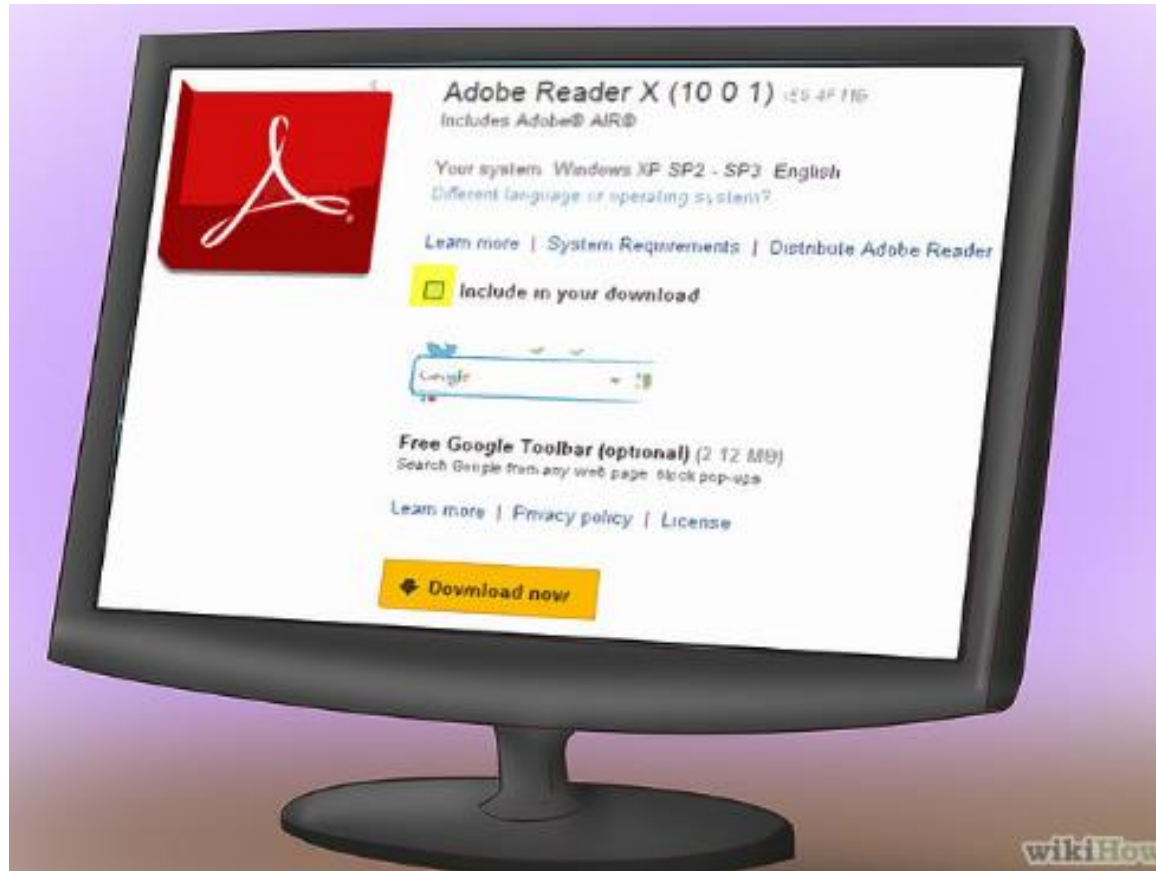 Adobe Reader X (10 0 1)
Includes Adobe® AIR®
Your system Windows XP SP2 - SP3 English
Different language or operating system?
Learn more | System Requirements | Distribute Adobe Reader
Include in your download
Google
Free Google Toolbar (optional) (2 12 MB)
Search Google from any web page block pop-ups
Learn more | Privacy policy | License
Download now
wikiHow